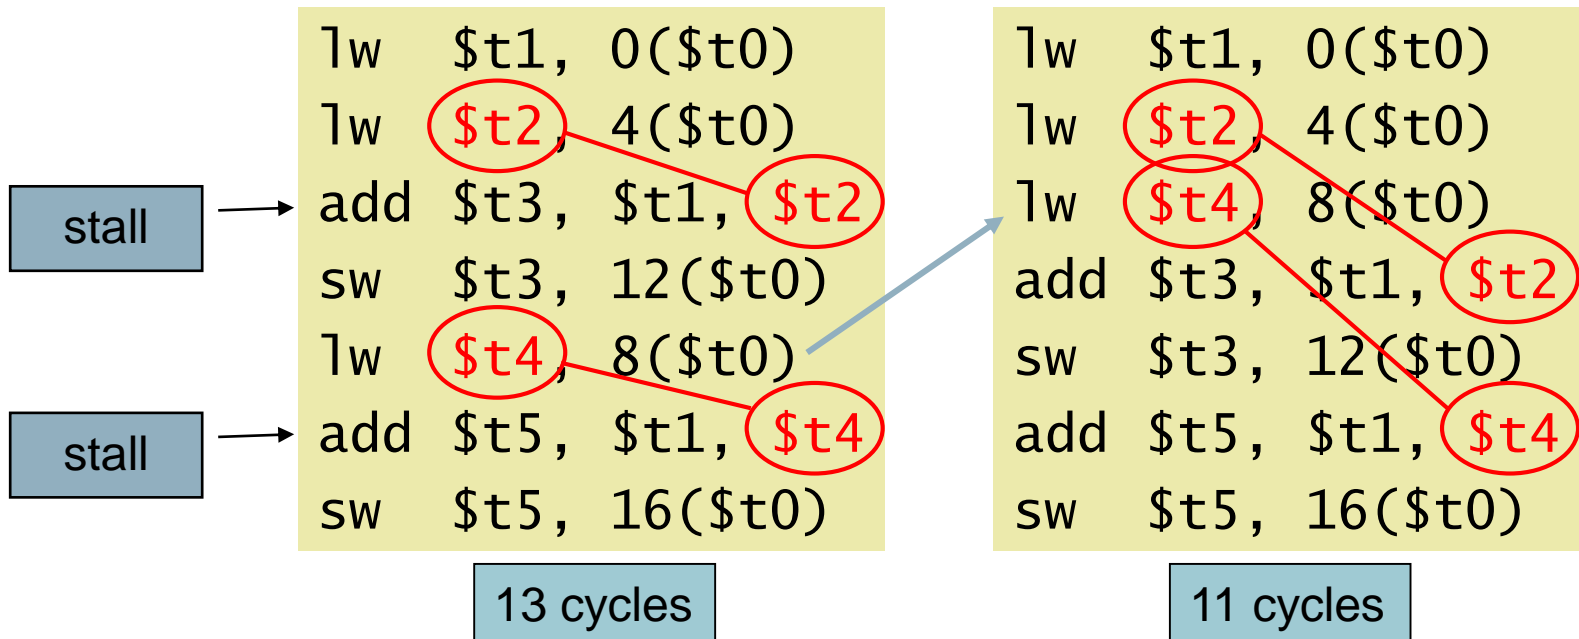 stall
stall
lw $t1, 0($t0)
lw $t2, 4($t0)
add $t3, $t1, $t2
sw $t3, 12($t0)
lw $t4, 8($t0)
add $t5, $t1, $t4
sw $t5, 16($t0)
13 cycles
lw $t1, 0($t0)
lw $t2, 4($t0)
lw $t4, 8($t0)
add $t3, $t1, $t2
sw $t3, 12($t0)
add $t5, $t1, $t4
sw $t5, 16($t0)
11 cycles